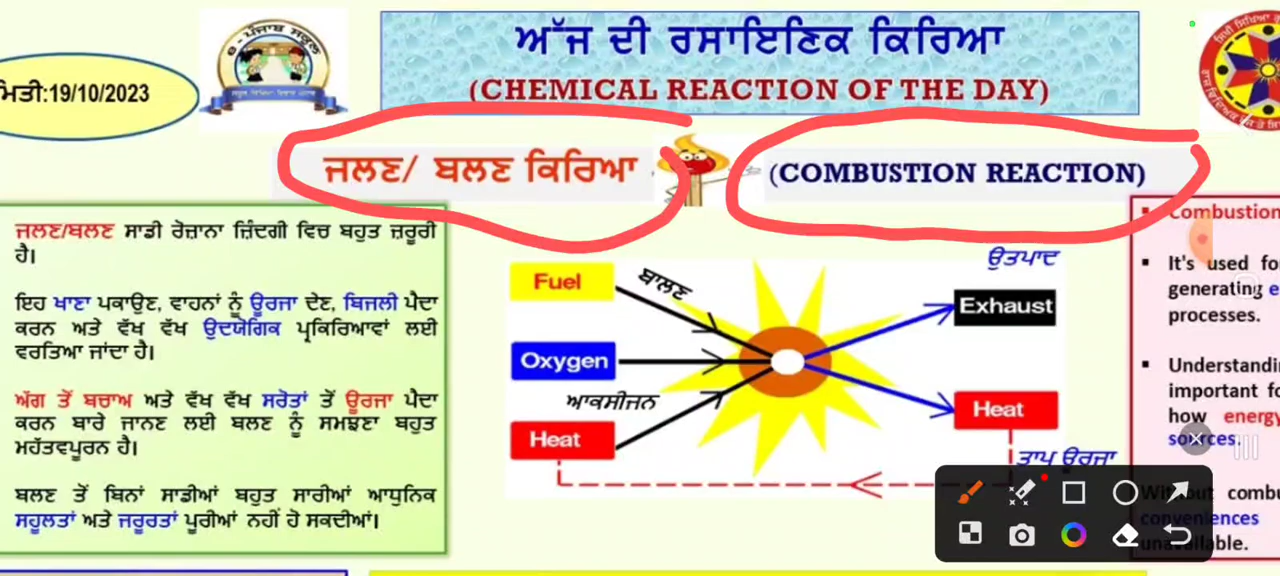 ਅੱਜ ਦੀ ਰਸਾਇਣਿਕ ਕਿਰਿਆ
(CHEMICAL REACTION OF THE DAY)
ਮਿਤੀ:19/10/2023
ਜਲਣ/ ਬਲਣ ਕਿਰਿਆ
(COMBUSTION REACTION)
ਜਲਣ/ਬਲਣ ਸਾਡੀ ਰੋਜ਼ਾਨਾ ਜ਼ਿੰਦਗੀ ਵਿਚ ਬਹੁਤ ਜ਼ਰੂਰੀ
ਹੈ।
ਇਹ ਖਾਣਾ ਪਕਾਉਣ, ਵਾਹਨਾਂ ਨੂੰ ਊਰਜਾ ਦੇਣ, ਬਿਜਲੀ ਪੈਦਾ
ਕਰਨ ਅਤੇ ਵੱਖ ਵੱਖ ਉਦਯੋਗਿਕ ਪ੍ਰਕਿਰਿਆਵਾਂ ਲਈ
ਵਰਤਿਆ ਜਾਂਦਾ ਹੈ।
ਅੱਗ ਤੋਂ ਬਚਾਅ ਅਤੇ ਵੱਖ ਵੱਖ ਸਰੋਤਾਂ ਤੋਂ ਊਰਜਾ ਪੈਦਾ
ਕਰਨ ਬਾਰੇ ਜਾਣਨ ਲਈ ਬਲਣ ਨੂੰ ਸਮਝਣਾ ਬਹੁਤ
ਮਹੱਤਵਪੂਰਨ ਹੈ।
ਬਲਣ ਤੋਂ ਬਿਨਾਂ ਸਾਡੀਆਂ ਬਹੁਤ ਸਾਰੀਆਂ ਆਧੁਨਿਕ
ਸਹੂਲਤਾਂ ਅਤੇ ਜਰੂਰਤਾਂ ਪੂਰੀਆਂ ਨਹੀਂ ਹੋ ਸਕਦੀਆਂ।
Fuel
ਬਾਲਣ
Oxygen
ਆਕਸੀਜਨ
Heat
ਉਤਪਾਦ
Exhaust
Heat
ਤਾਪ ਊਰਜਾ
Combustion
It's used fo
generating e
processes.
Understandi
important fo
how energy
sources.
Without combu
conveniences
unavailable.